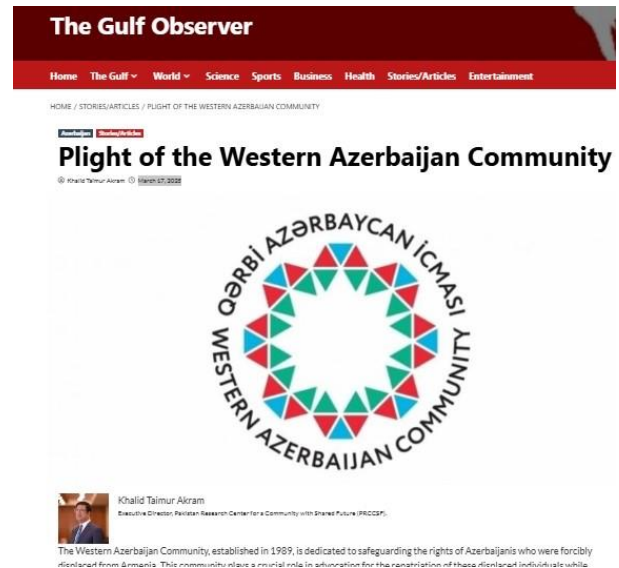 The Gulf Observer
Home The Gulf World Science Sports Business Health Stories/Articles Entertainment
HOME / STORIES/ARTICLES / PLIGHT OF THE WESTERN AZERBAIJAN COMMUNITY
Azerbaijan Stories/Articles
Plight of the Western Azerbaijan Community
Khalid Taimur Akram March 17, 2025
QƏRBİ AZƏRBAYCAN İCMASI
WESTERN AZERBAIJAN COMMUNITY
Khalid Taimur Akram
Executive Director, Pakistan Research Center for a Community with Shared Future (PRCCSF).
The Western Azerbaijan Community, established in 1989, is dedicated to safeguarding the rights of Azerbaijanis who were forcibly
displaced from Armenia. This community plays a crucial role in advocating for the repatriation of these displaced individuals while